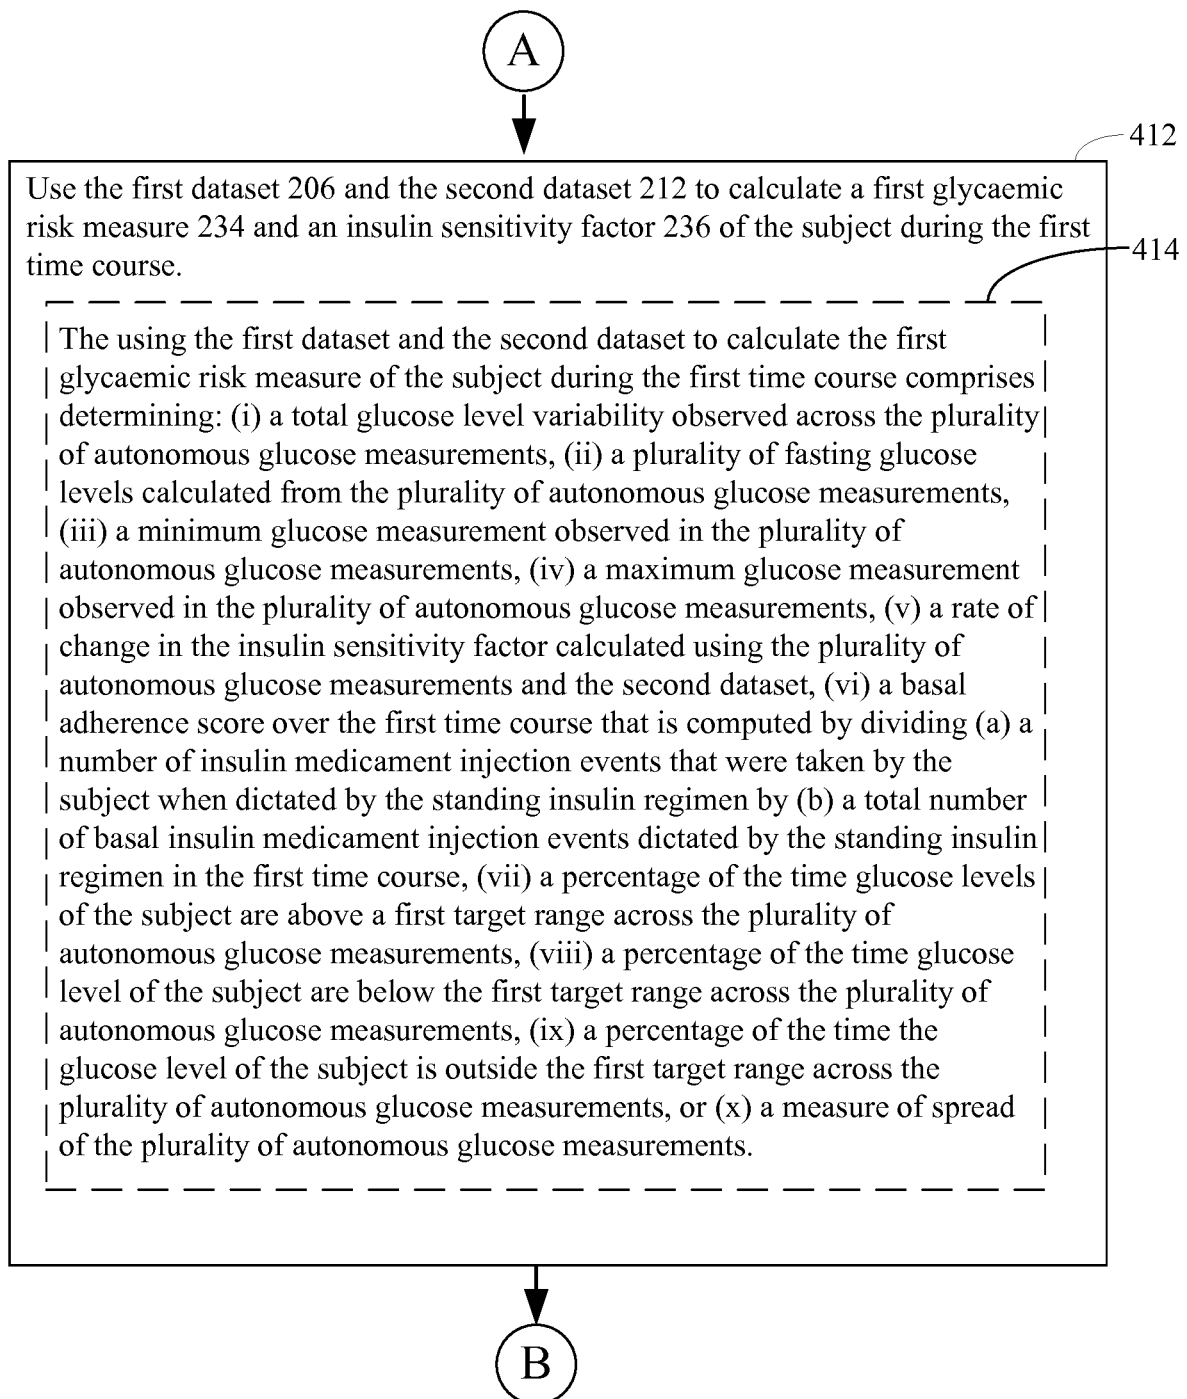 A
412
Use the first dataset 206 and the second dataset 212 to calculate a first glycaemic
risk measure 234 and an insulin sensitivity factor 236 of the subject during the first
time course.
414
The using the first dataset and the second dataset to calculate the first
glycaemic risk measure of the subject during the first time course comprises
determining: (i) a total glucose level variability observed across the plurality
of autonomous glucose measurements, (ii) a plurality of fasting glucose
levels calculated from the plurality of autonomous glucose measurements,
(iii) a minimum glucose measurement observed in the plurality of
autonomous glucose measurements, (iv) a maximum glucose measurement
observed in the plurality of autonomous glucose measurements, (v) a rate of
change in the insulin sensitivity factor calculated using the plurality of
autonomous glucose measurements and the second dataset, (vi) a basal
adherence score over the first time course that is computed by dividing (a) a
number of insulin medicament injection events that were taken by the
subject when dictated by the standing insulin regimen by (b) a total number
of basal insulin medicament injection events dictated by the standing insulin
regimen in the first time course, (vii) a percentage of the time glucose levels
of the subject are above a first target range across the plurality of
autonomous glucose measurements, (viii) a percentage of the time glucose
level of the subject are below the first target range across the plurality of
autonomous glucose measurements, (ix) a percentage of the time the
glucose level of the subject is outside the first target range across the
plurality of autonomous glucose measurements, or (x) a measure of spread
of the plurality of autonomous glucose measurements.
B